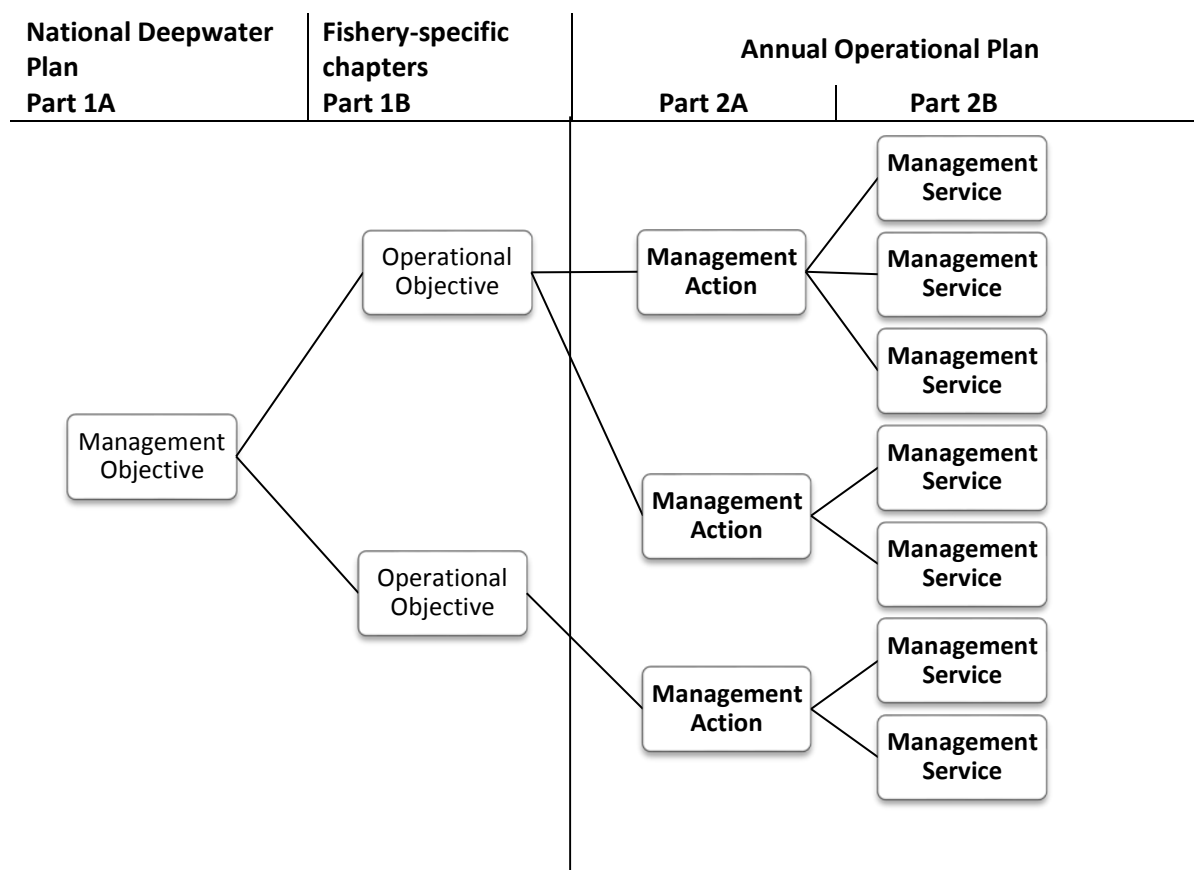 National Deepwater
Plan
Part 1A
Fishery-specific
chapters
Part 1B
Annual Operational Plan
Part 2A
Part 2B
Management
Objective
Operational
Objective
Operational
Objective
Management
Action
Management
Action
Management
Action
Management
Service
Management
Service
Management
Service
Management
Service
Management
Service
Management
Service
Management
Service